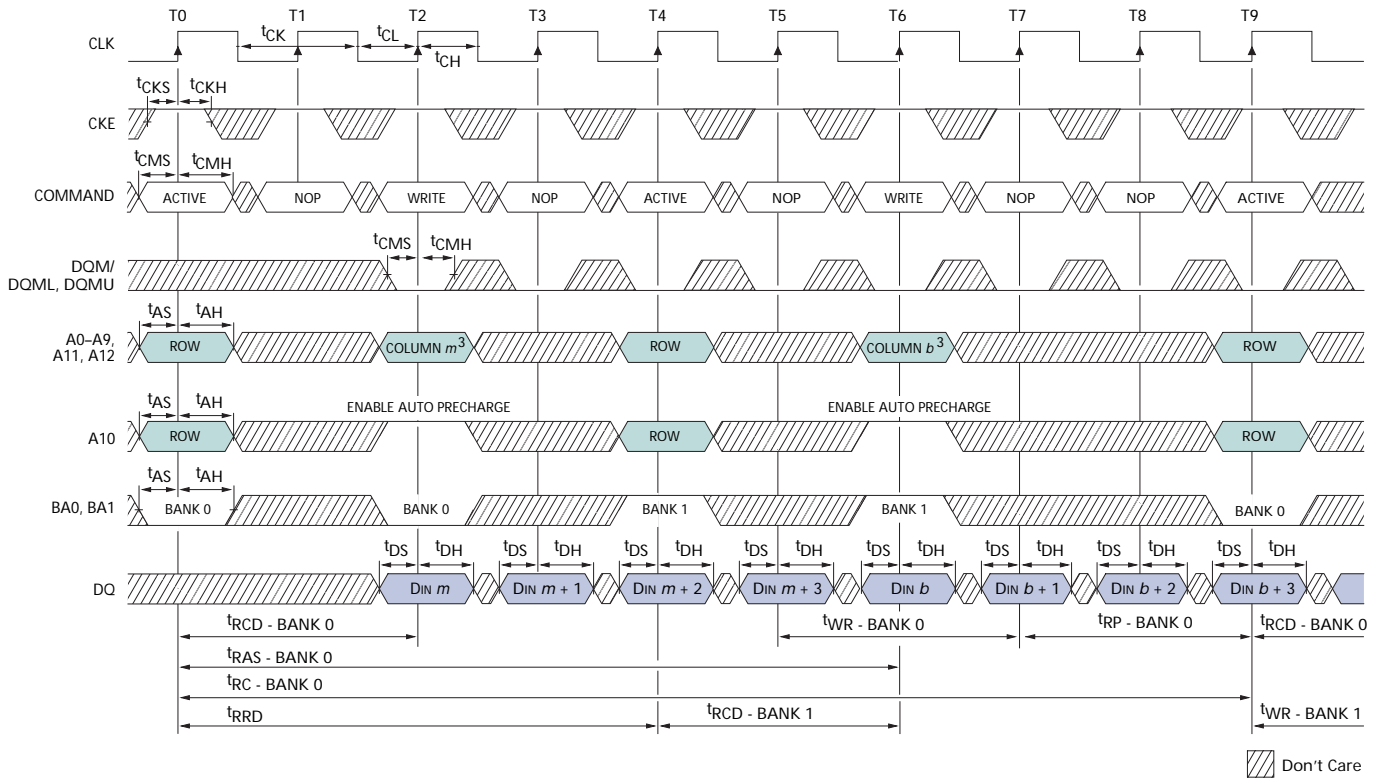 T0 T1 T2 T3 T4 T5 T6 T7 T8 T9
CLK tCK tCL tCH
tCKS tCKH
CKE
tCMS tCMH
COMMAND ACTIVE NOP WRITE NOP ACTIVE NOP WRITE NOP NOP ACTIVE
tCMS tCMH
DQM/
DQML, DQMU
tAS tAH
A0–A9,
A11, A12
ROW COLUMN m3 ROW COLUMN b3 ROW
tAS tAH ENABLE AUTO PRECHARGE ENABLE AUTO PRECHARGE
A10 ROW ROW ROW
tAS tAH
BA0, BA1 BANK 0 BANK 0 BANK 1 BANK 1 BANK 0
tDS tDH tDS tDH tDS tDH tDS tDH tDS tDH tDS tDH tDS tDH tDS tDH
DQ DIN m DIN m + 1 DIN m + 2 DIN m + 3 DIN b DIN b + 1 DIN b + 2 DIN b + 3
tRCD - BANK 0 tWR - BANK 0 tRP - BANK 0 tRCD - BANK 0
tRAS - BANK 0
tRC - BANK 0
tRRD tRCD - BANK 1 tWR - BANK 1
Don't Care